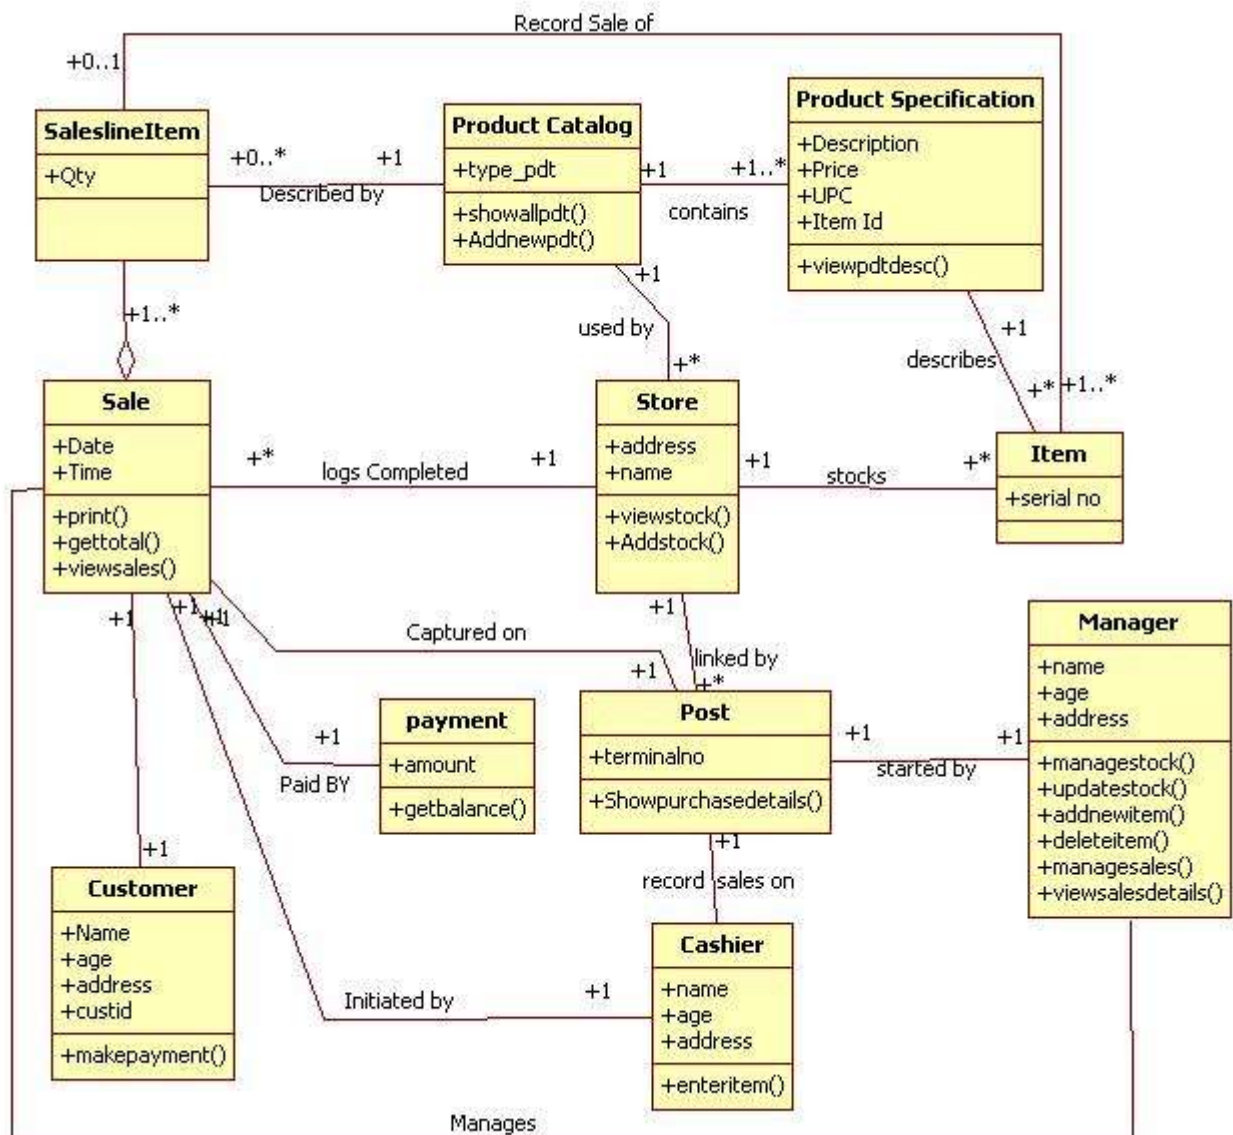 Record Sale of
+0..1
SaleslineItem
+Qty
+0..*
+1
Described by
Product Catalog
+type_pdt
+showallpdt()
+Addnewpdt()
+1
+1..*
contains
Product Specification
+Description
+Price
+UPC
+Item Id
+viewpdtdesc()
+1..*
+1
used by
+*
+1
describes
+*
+1..*
Sale
+Date
+Time
+print()
+gettotal()
+viewsales()
+*
+1
logs Completed
Store
+address
+name
+viewstock()
+Addstock()
+1
+*
stocks
Item
+serial no
+1
+1
+1
+1
Captured on
+1
+1
linked by
+*
Manager
+name
+age
+address
+managestock()
+updatestock()
+addnewitem()
+deleteitem()
+managesales()
+viewsalesdetails()
payment
+amount
+getbalance()
+1
Paid BY
Post
+terminalno
+Showpurchasedetails()
+1
+1
started by
+1
record sales on
+1
Customer
+Name
+age
+address
+custid
+makepayment()
Initiated by
+1
Cashier
+name
+age
+address
+enteritem()
Manages